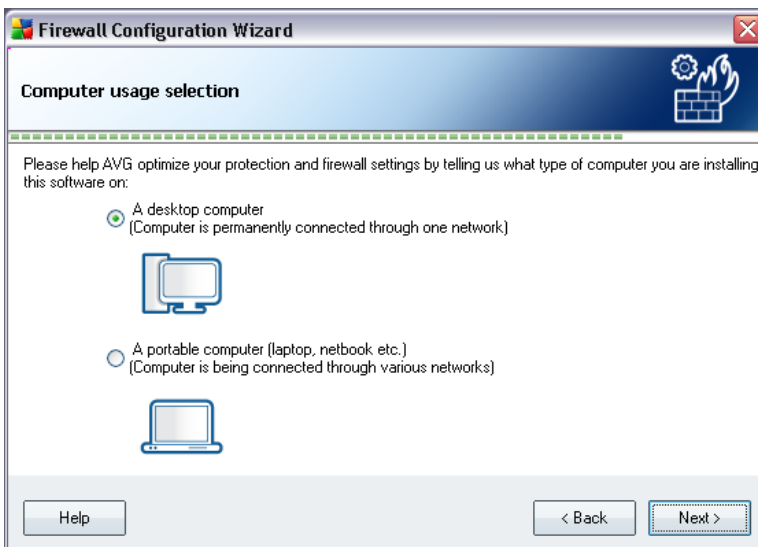 Firewall Configuration Wizard
Computer usage selection
Please help AVG optimize your protection and firewall settings by telling us what type of computer you are installing
this software on:
A desktop computer
(Computer is permanently connected through one network)
A portable computer (laptop, netbook etc.)
(Computer is being connected through various networks)
Help
< Back
Next >